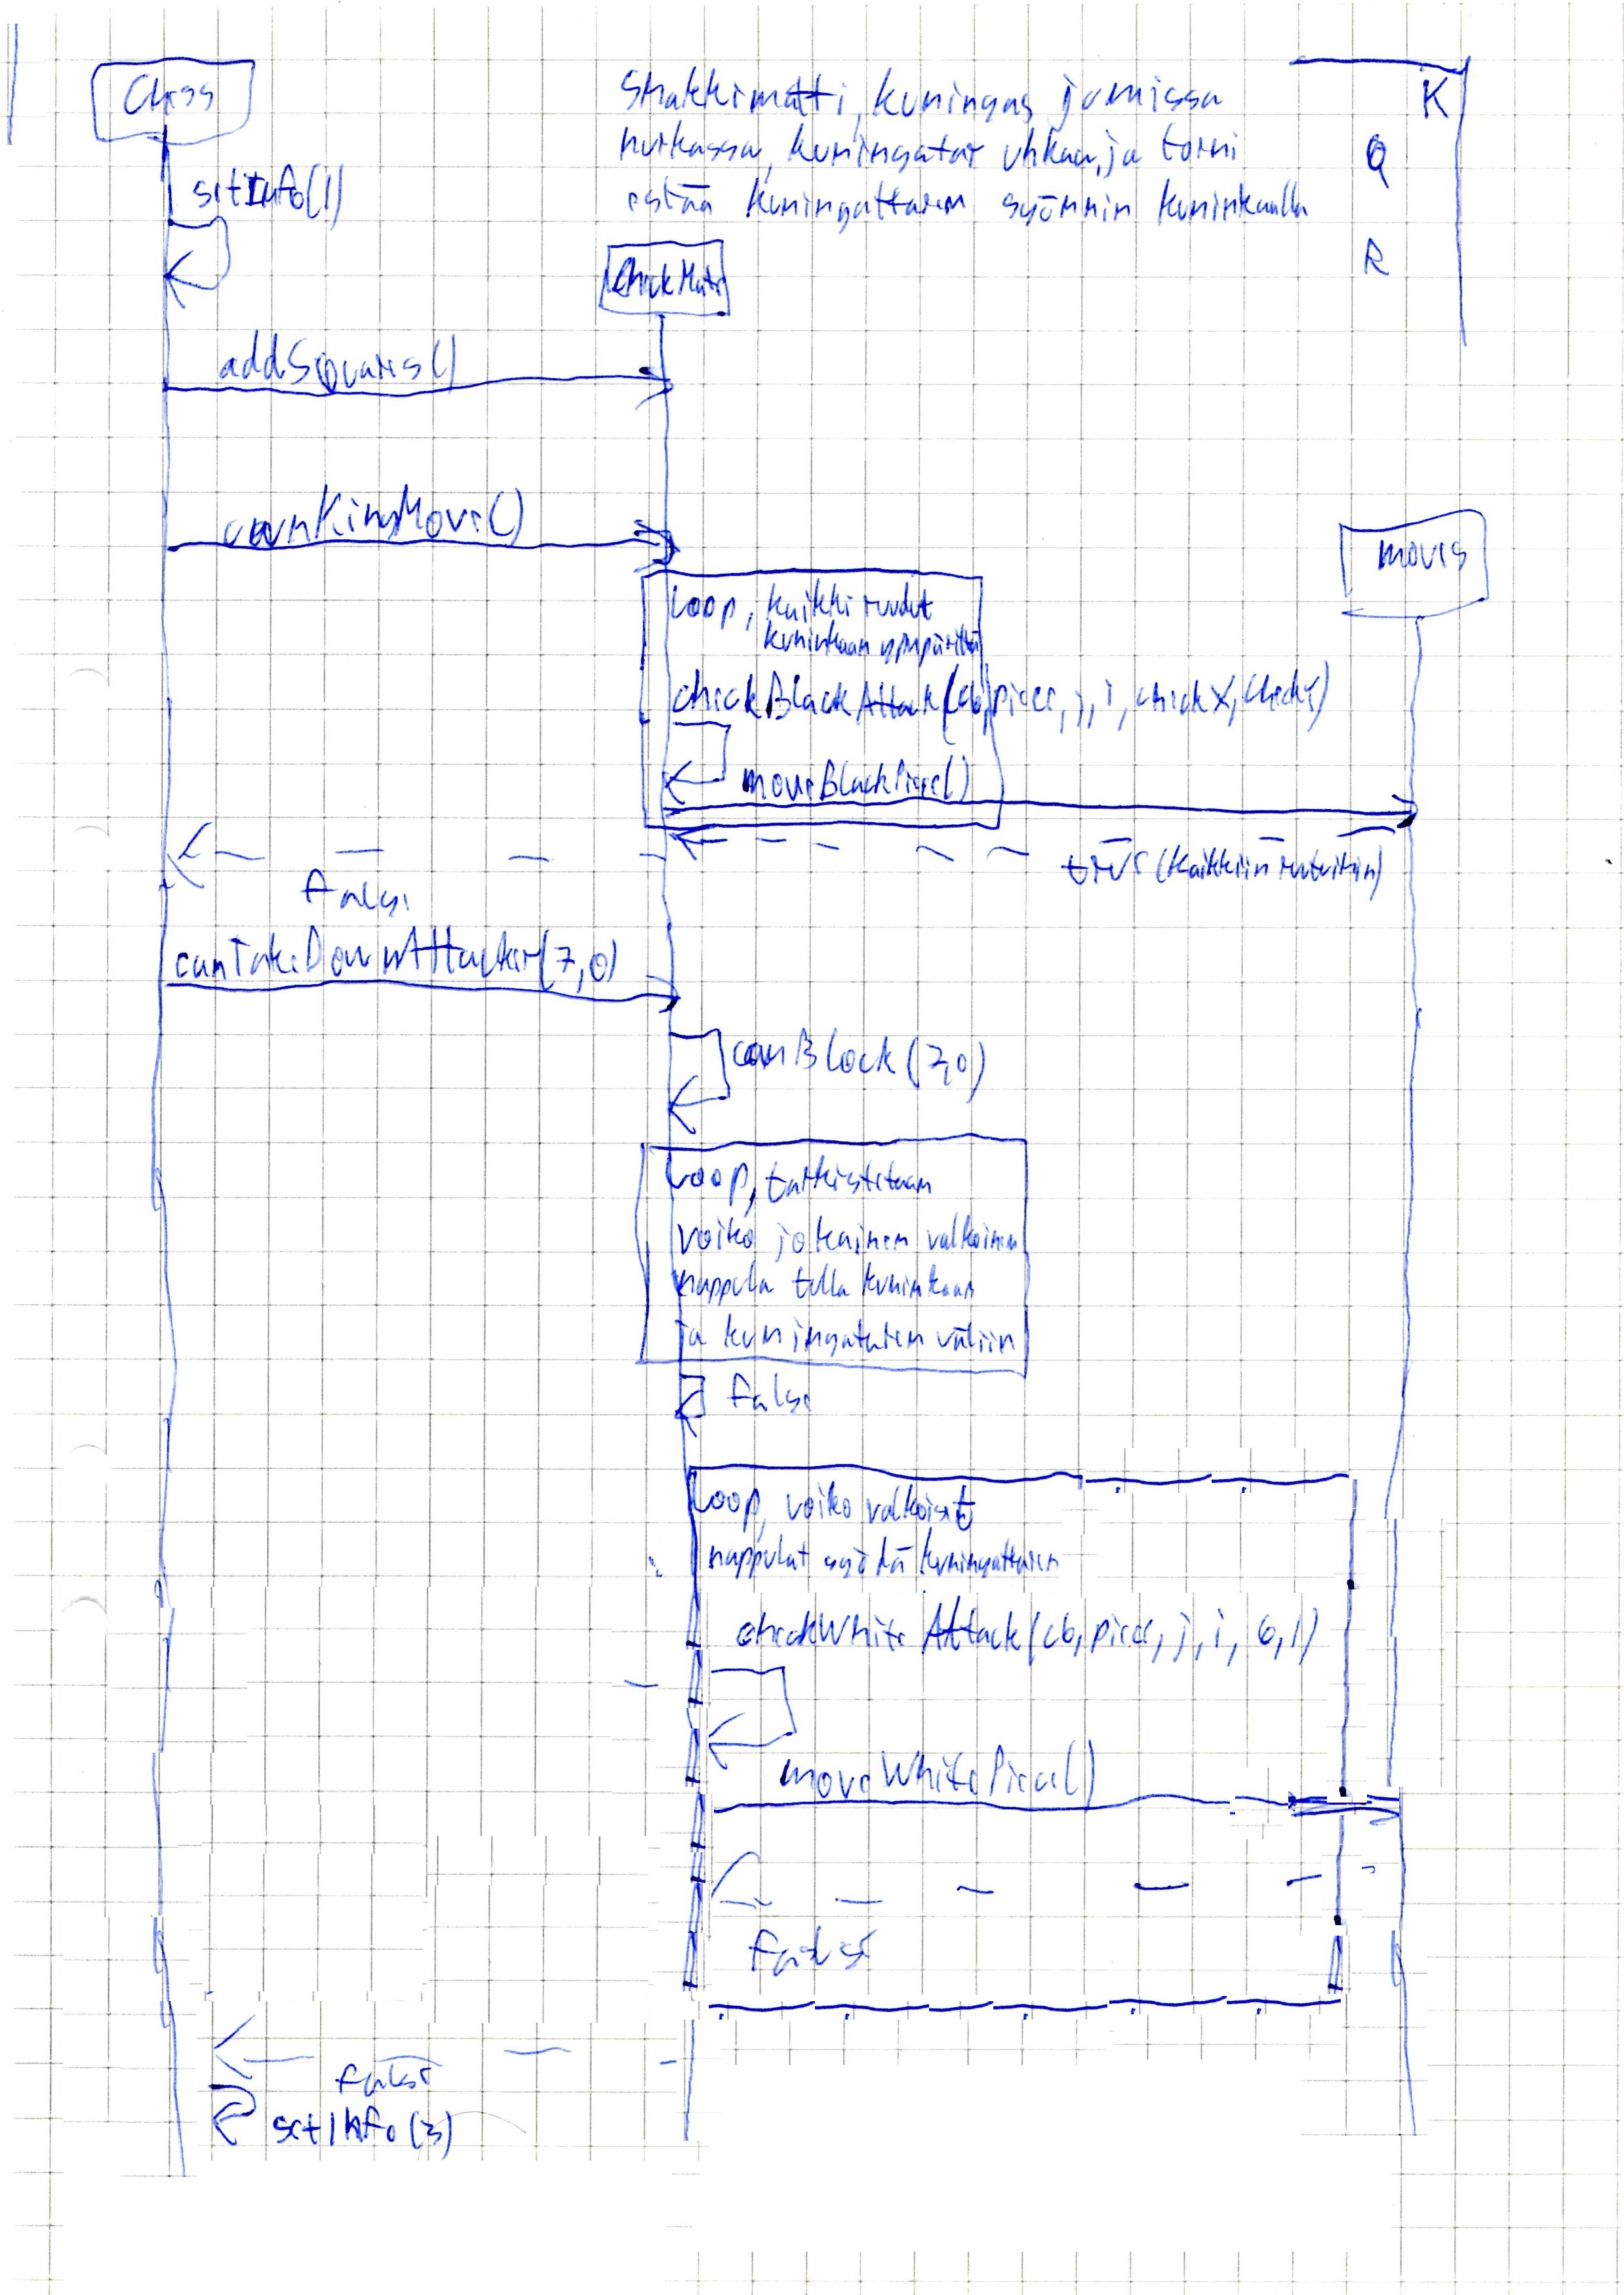 Chess
Shakkimatti, kuningas jumissa
nurkassa, kuningatar uhkaa, ja torni
estää kuningattaren syönnin kuninkaalla
K
Q
R
setInfo(1)
CheckMate
addSquares()
ownKingMove()
moves
loop, kaikki ruudut
kuninkaan ympäriltä
checkBlackAttack(cb, piece, j, i, checkX, checkY)
moveBlackPiece()
true (kaikkiin ruutuihin)
false
canTakeDownAttacker(7,0)
canBlock(7,0)
loop, tarkistetaan
voiko jokainen valkoinen
nappula tulla kuninkaan
ja kuningattaren väliin
false
loop, voiko valkoiset
nappulat syödä kuningattaren
checkWhiteAttack(cb, piece, j, i, 6,1)
moveWhitePiece()
false
false
setInfo(3)